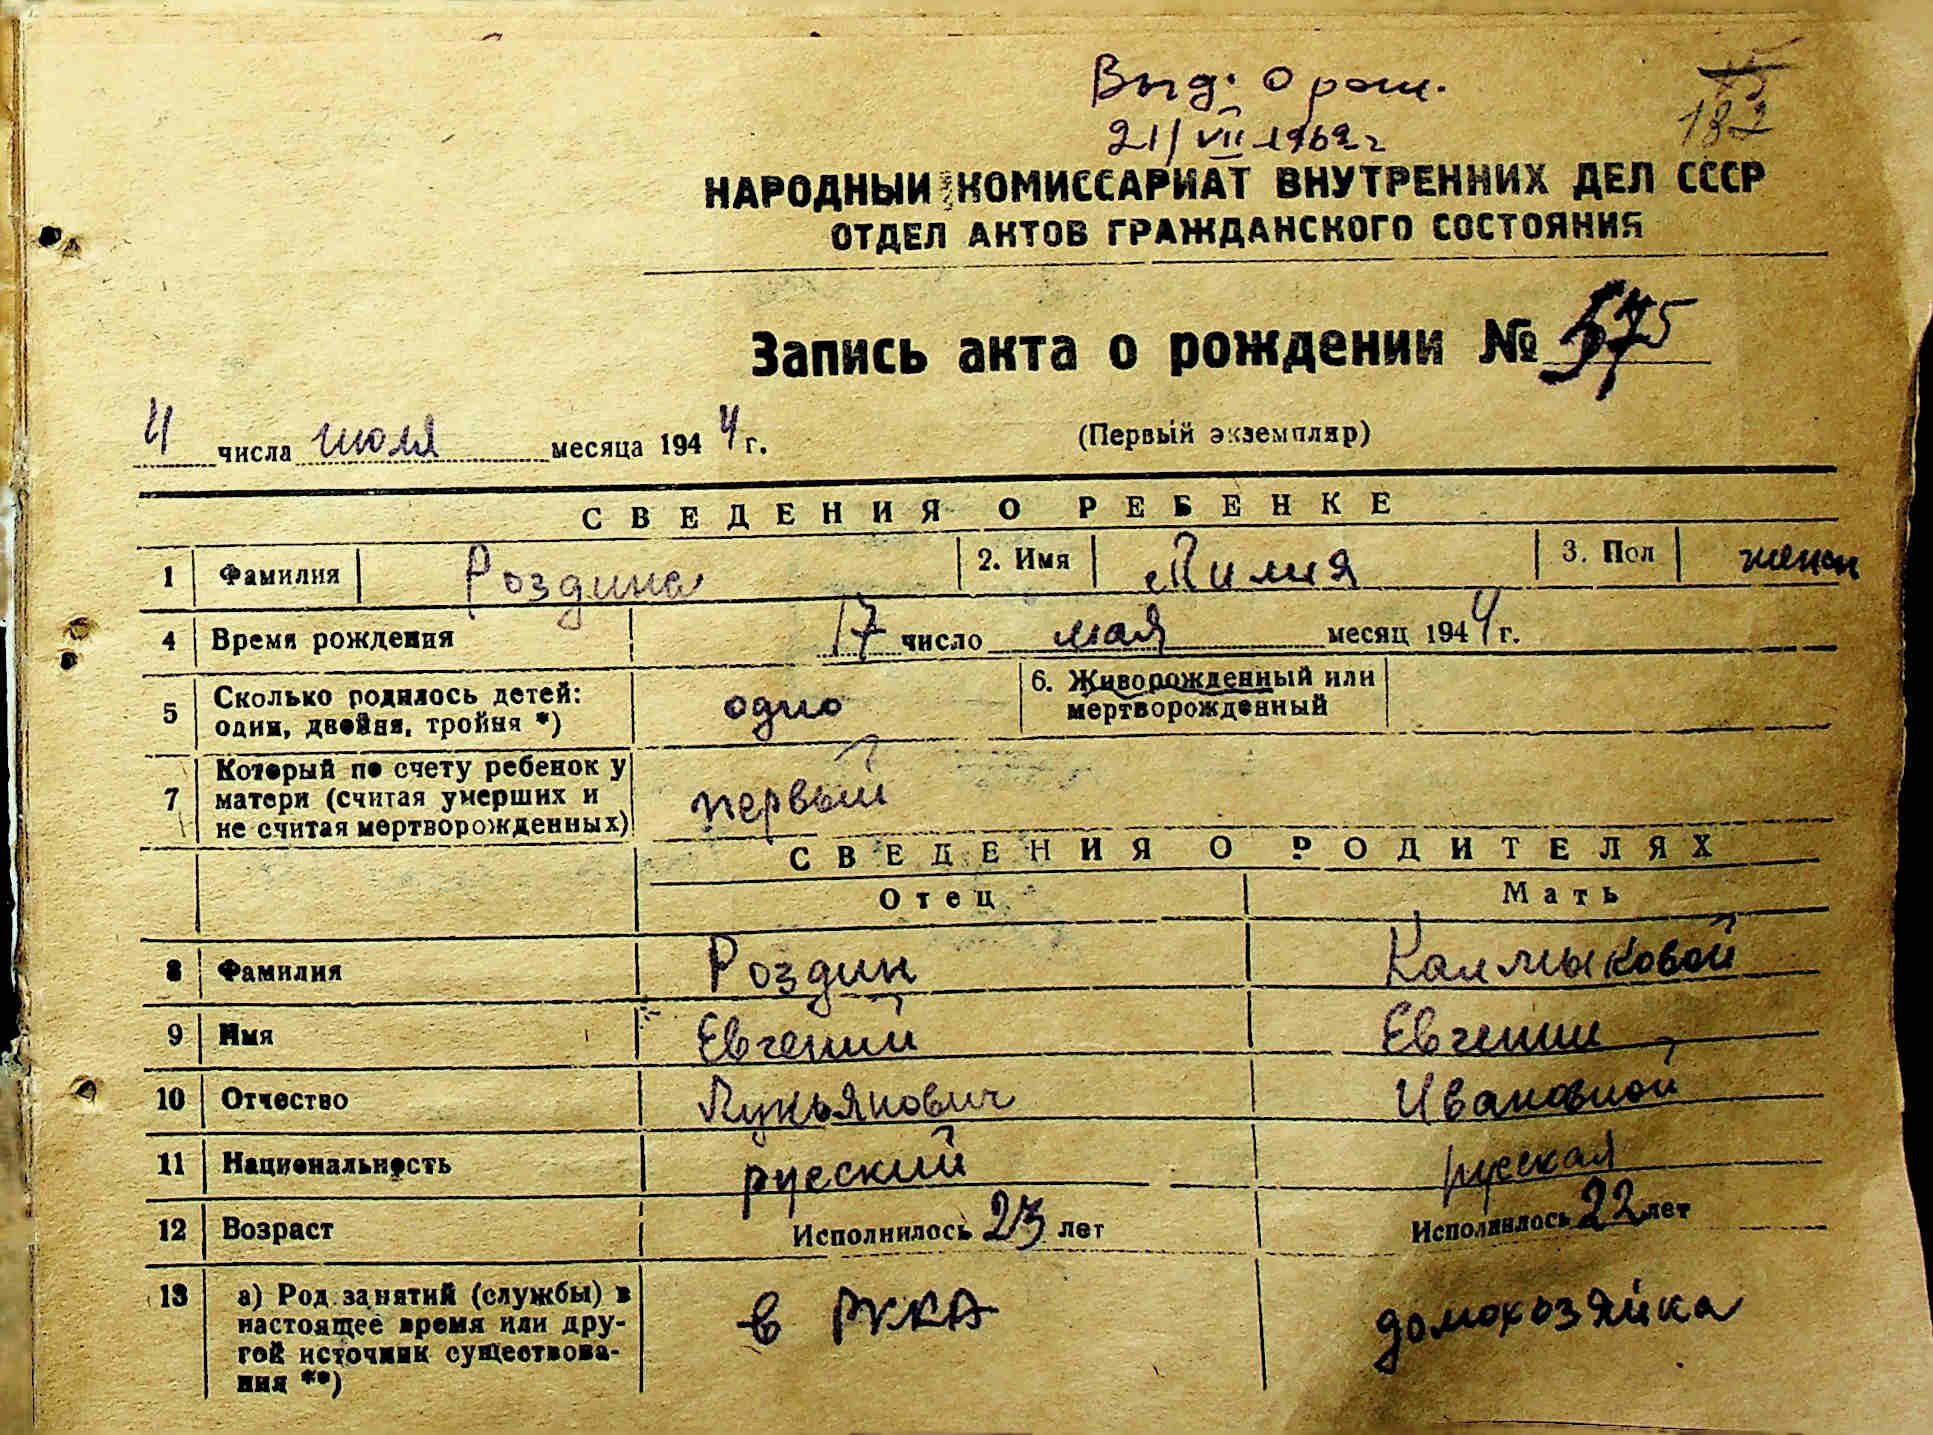 Выд. о рож.
21/VII 1962 г
182
НАРОДНЫЙ КОМИССАРИАТ ВНУТРЕННИХ ДЕЛ СССР
ОТДЕЛ АКТОВ ГРАЖДАНСКОГО СОСТОЯНИЯ
Запись акта о рождении № 575
4 числа июля месяца 1944 г. (Первый экземпляр)
СВЕДЕНИЯ О РЕБЕНКЕ
1 Фамилия Роздина 2. Имя Лилия 3. Пол женск
4 Время рождения 17 число мая месяц 1944 г.
5 Сколько родилось детей: один, двойня, тройня *) одно 6. Живорожденный или мертворожденный
7 Который по счету ребенок у матери (считая умерших и не считая мертворожденных) первый
СВЕДЕНИЯ О РОДИТЕЛЯХ
Отец Мать
8 Фамилия Роздин Калмыковой
9 Имя Евгений Евгении
10 Отчество Лукьянович Ивановной
11 Национальность русский русская
12 Возраст Исполнилось 23 лет Исполнилось 22 лет
13 а) Род занятий (службы) в настоящее время или другой источник существования **) в РККА домохозяйка